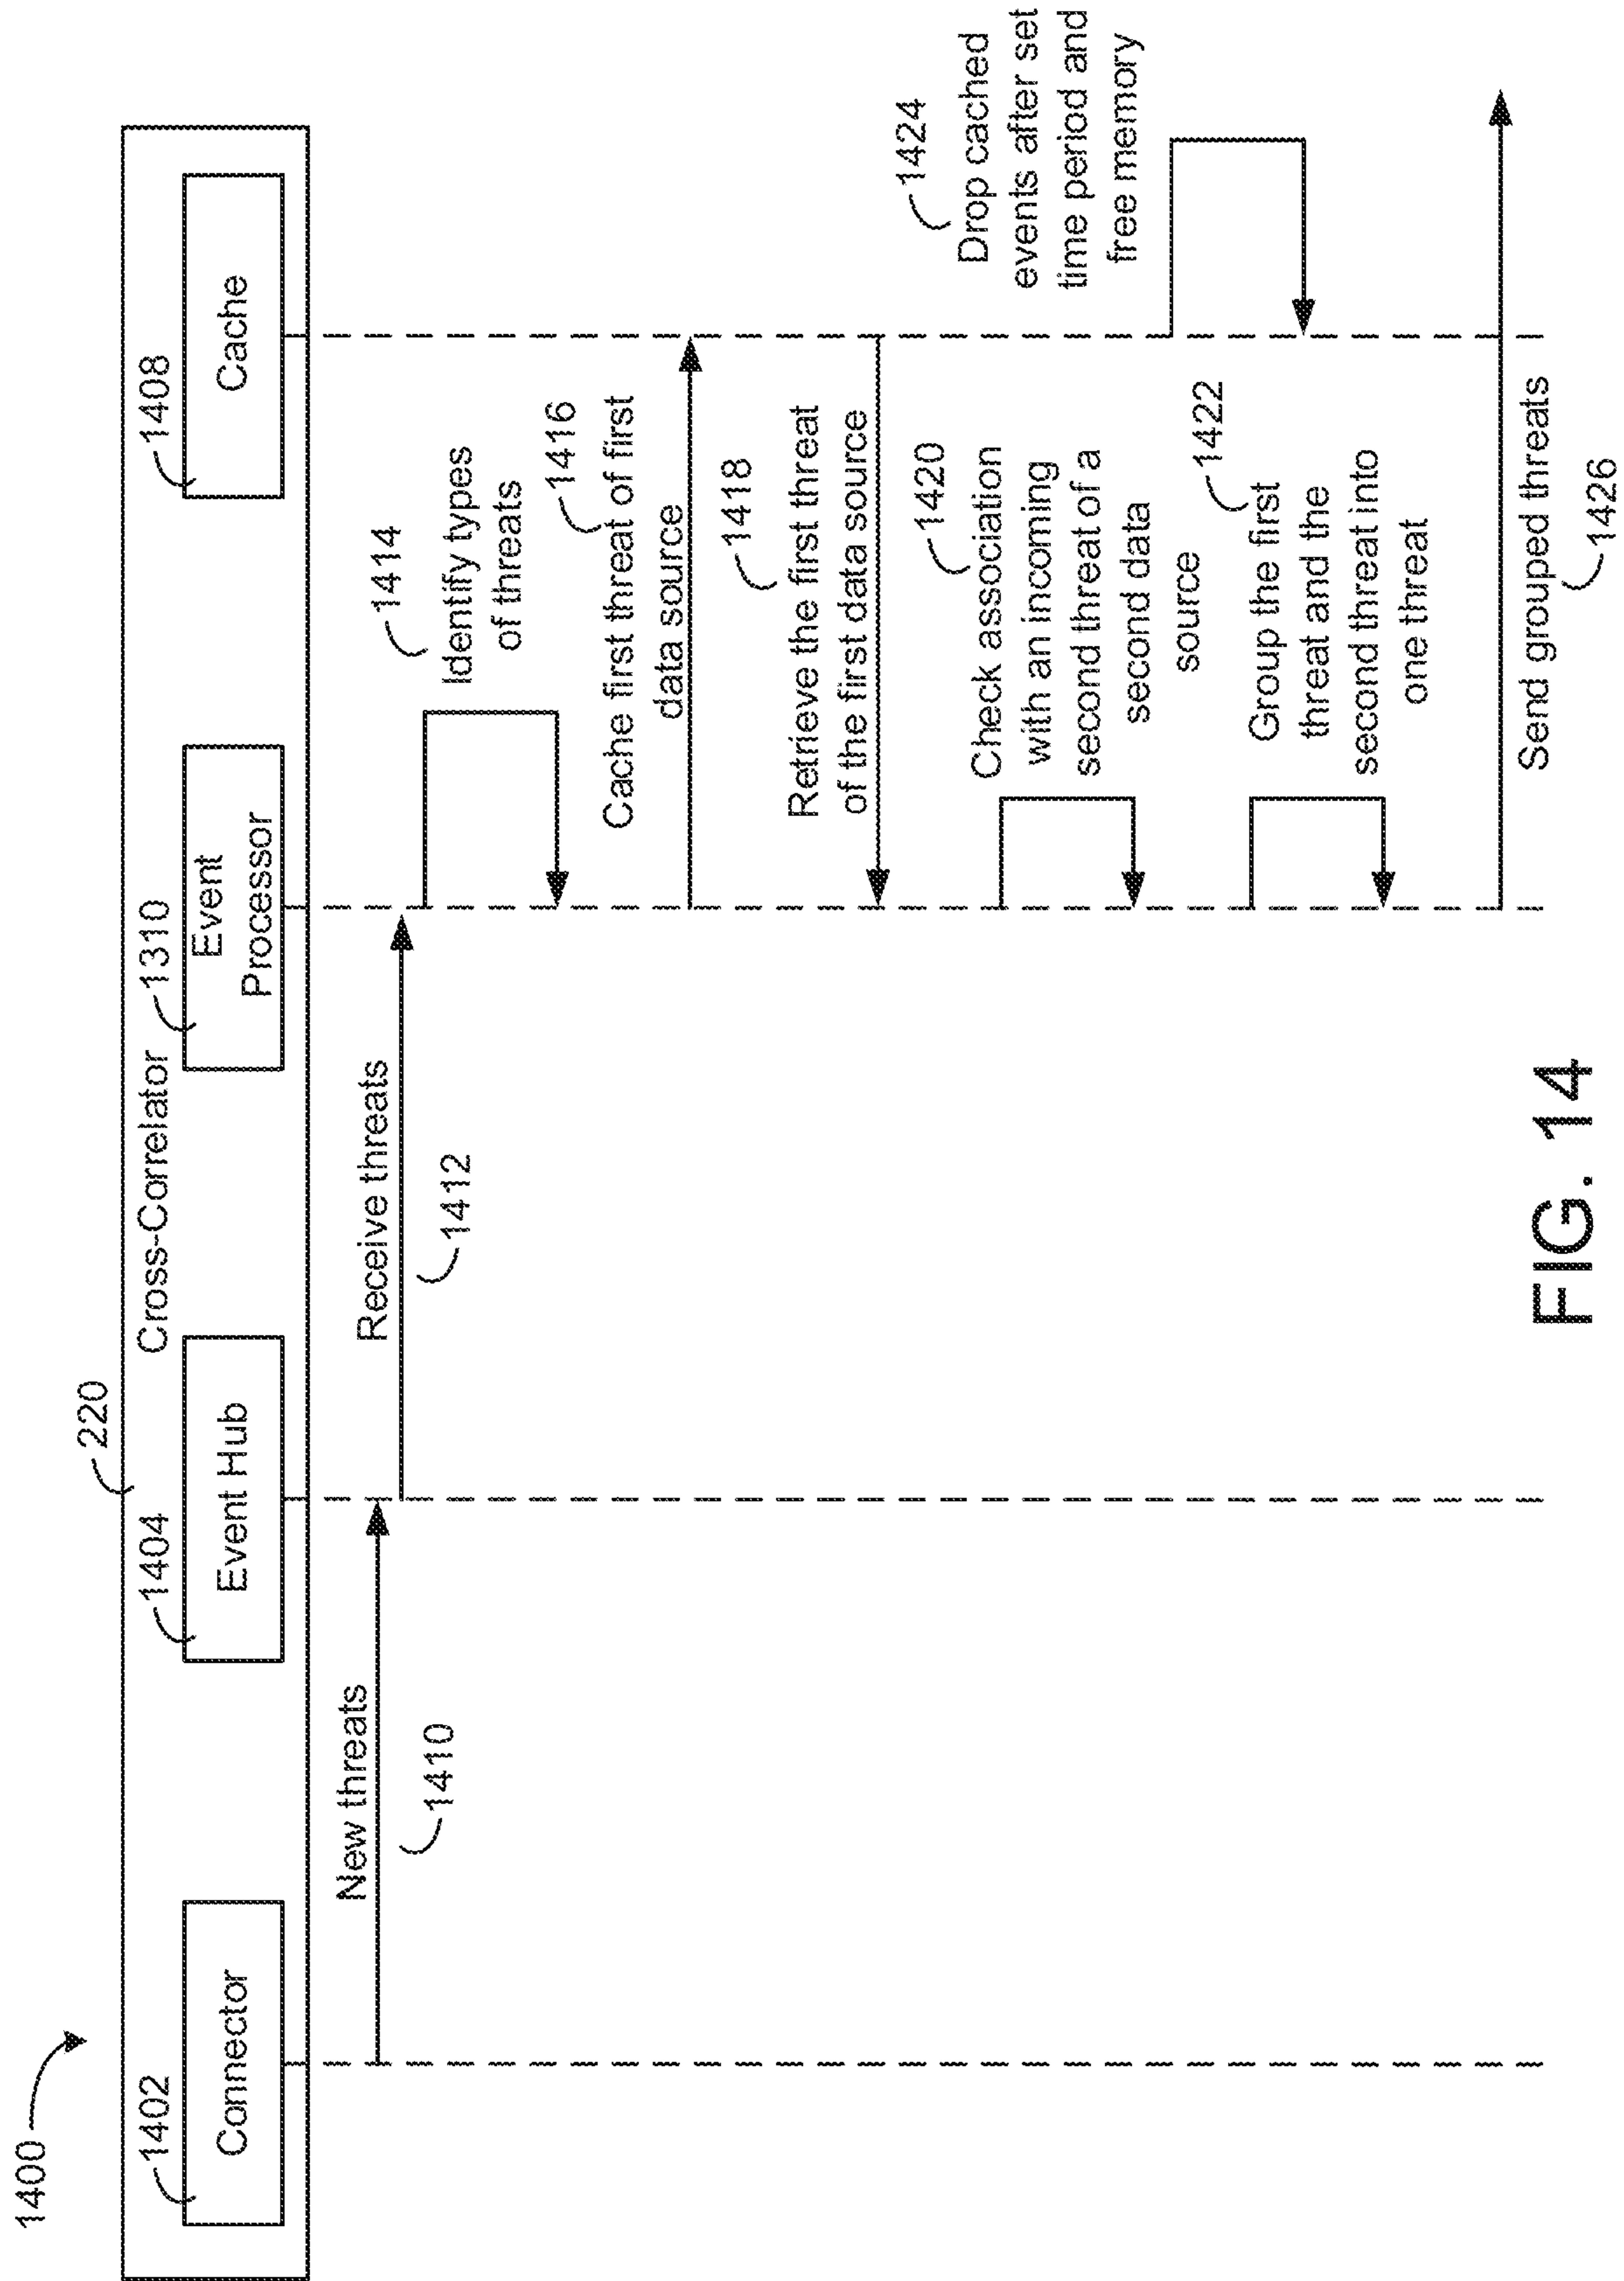 1400
220
Cross-Correlator
1402
Connector
1404
Event Hub
1310
Event
Processor
1408
Cache
New threats
1410
Receive threats
1412
1414
Identify types
of threats
1416
Cache first threat of first
data source
1418
Retrieve the first threat
of the first data source
1420
Check association
with an incoming
second threat of a
second data
source
1422
Group the first
threat and the
second threat into
one threat
1424
Drop cached
events after set
time period and
free memory
Send grouped threats
1426
FIG. 14